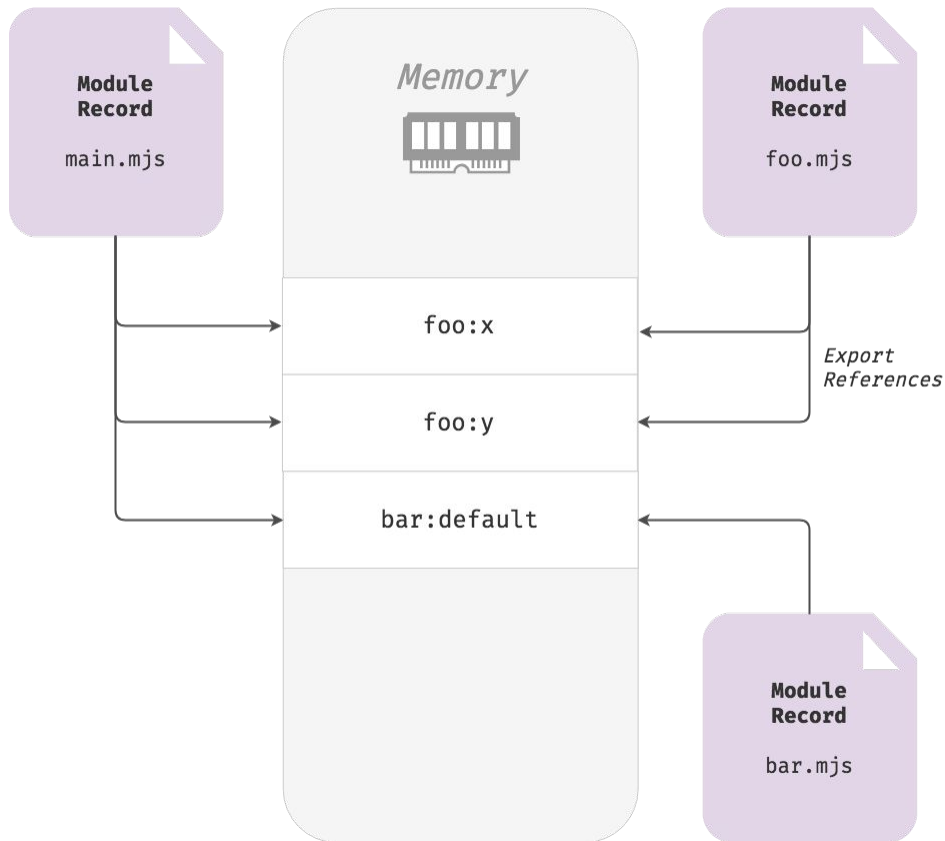 Module
Record
main.mjs
Memory
Module
Record
foo.mjs
foo:x
Export
References
foo:y
bar:default
Module
Record
bar.mjs